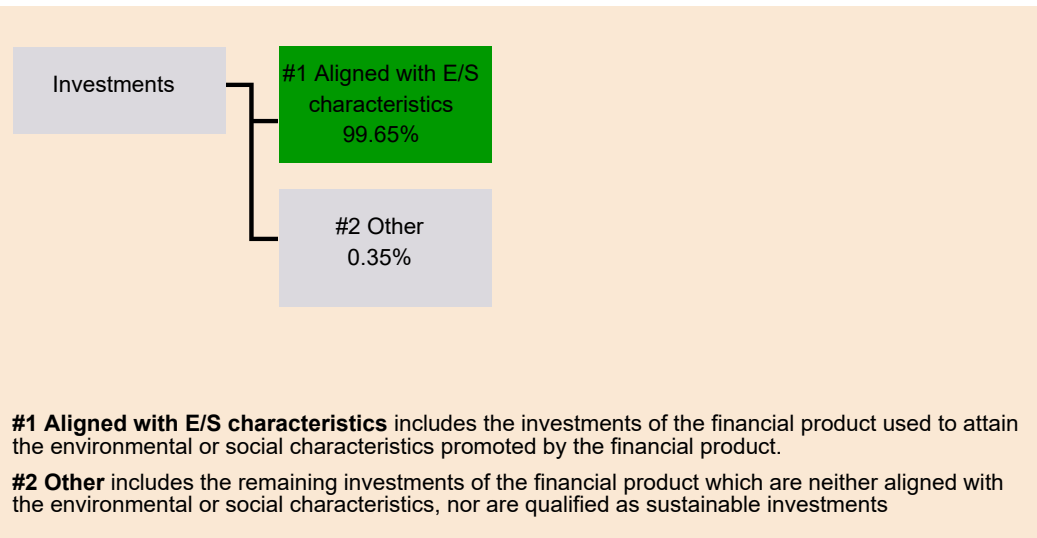 Investments
#1 Aligned with E/S
characteristics
99.65%
#2 Other
0.35%
#1 Aligned with E/S characteristics includes the investments of the financial product used to attain
the environmental or social characteristics promoted by the financial product.
#2 Other includes the remaining investments of the financial product which are neither aligned with
the environmental or social characteristics, nor are qualified as sustainable investments